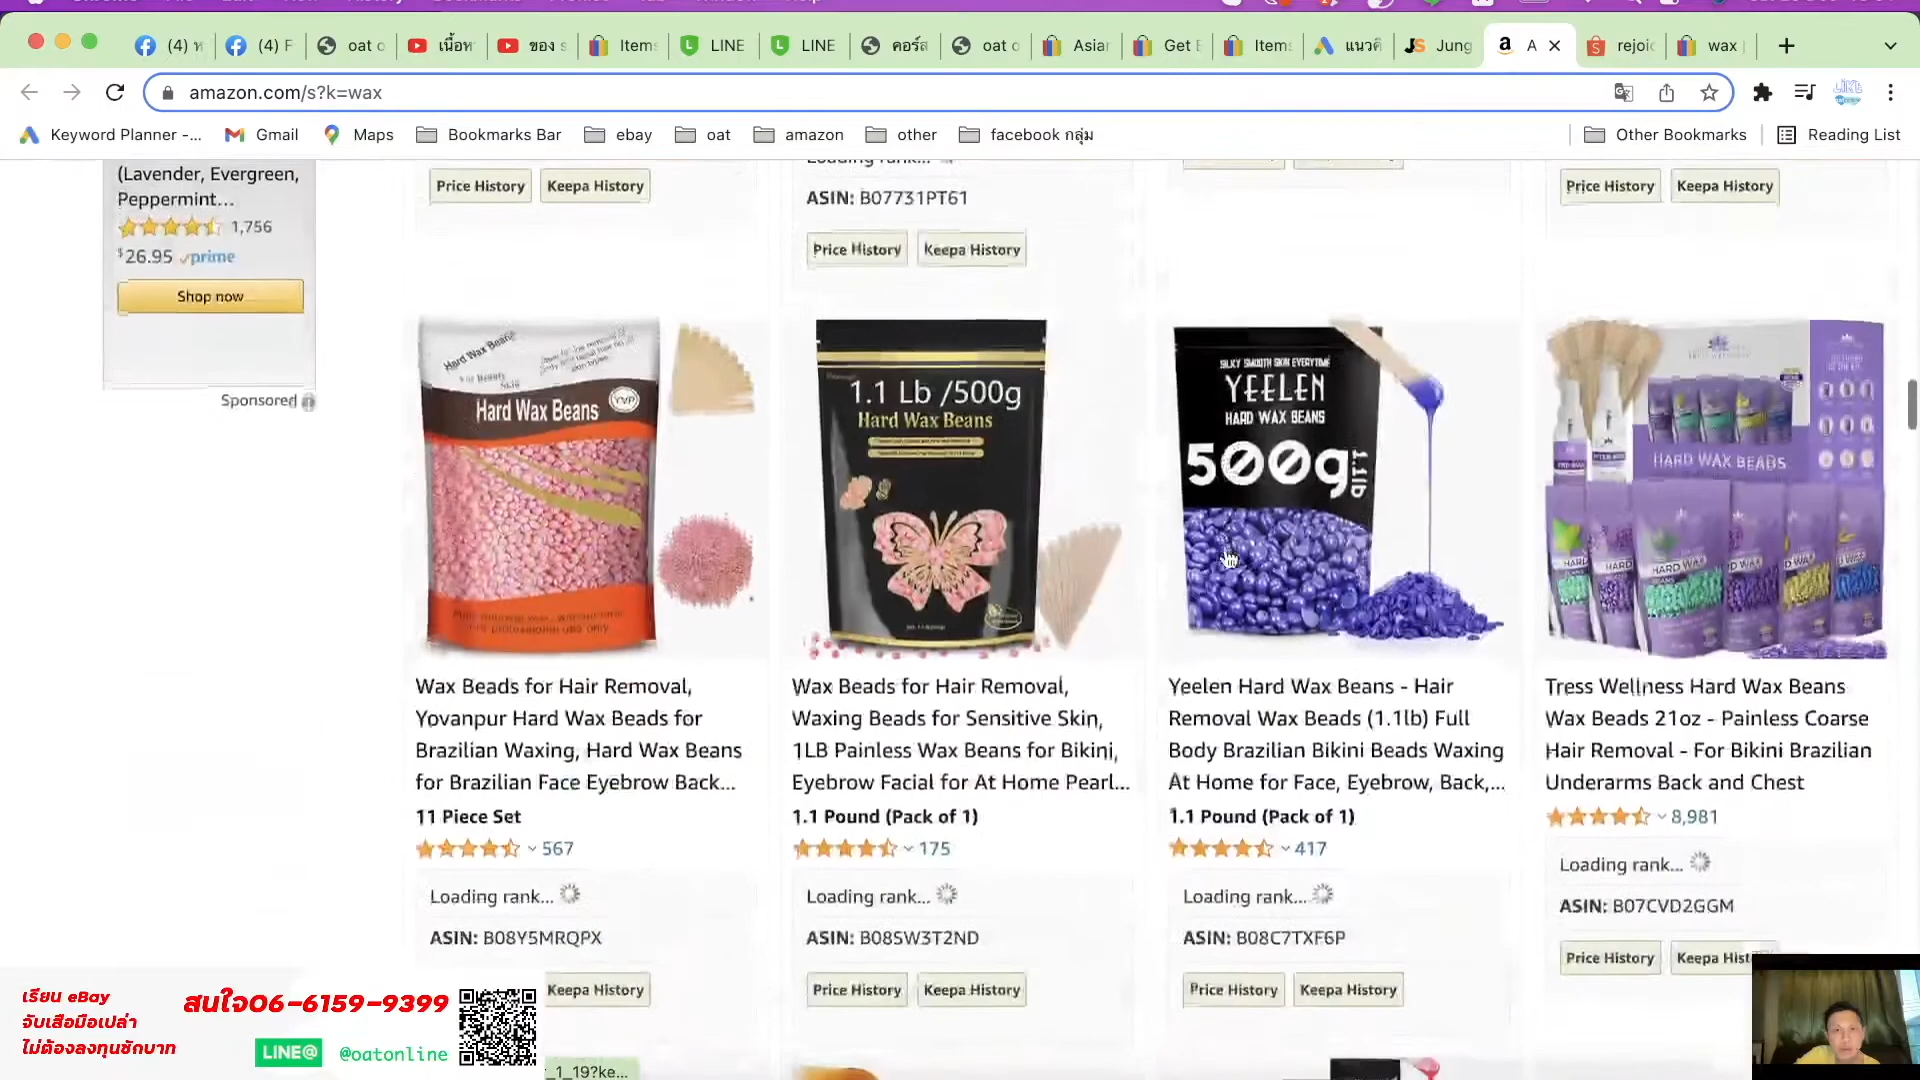 (4) ห
(4) F
oat o
เนื้อห
ของ s
Items
LINE
LINE
คอร์ส
oat o
Asian
Get E
Items
แนวคิ
Jung
A
rejoic
wax
amazon.com/s?k=wax
Keyword Planner -...
Gmail
Maps
Bookmarks Bar
ebay
oat
amazon
other
facebook กลุ่ม
Other Bookmarks
Reading List
(Lavender, Evergreen,
Peppermint...
1,756
$26.95 prime
Shop now
Sponsored
Price History Keepa History
Loading rank...
ASIN: B07731PT61
Price History Keepa History
Price History Keepa History
Hard Wax Beans
Hard Wax Beans
YVP
1.1 Lb /500g
Hard Wax Beans
SILKY SMOOTH SKIN EVERYTIME
YEELEN
HARD WAX BEANS
500g
1.1lb
HARD WAX BEADS
Wax Beads for Hair Removal,
Yovanpur Hard Wax Beads for
Brazilian Waxing, Hard Wax Beans
for Brazilian Face Eyebrow Back...
11 Piece Set
567
Loading rank...
ASIN: B08Y5MRQPX
Keepa History
Wax Beads for Hair Removal,
Waxing Beads for Sensitive Skin,
1LB Painless Wax Beans for Bikini,
Eyebrow Facial for At Home Pearl...
1.1 Pound (Pack of 1)
175
Loading rank...
ASIN: B08SW3T2ND
Price History Keepa History
Yeelen Hard Wax Beans - Hair
Removal Wax Beads (1.1lb) Full
Body Brazilian Bikini Beads Waxing
At Home for Face, Eyebrow, Back,...
1.1 Pound (Pack of 1)
417
Loading rank...
ASIN: B08C7TXF6P
Price History Keepa History
Tress Wellness Hard Wax Beans
Wax Beads 21oz - Painless Coarse
Hair Removal - For Bikini Brazilian
Underarms Back and Chest
8,981
Loading rank...
ASIN: B07CVD2GGM
Price History Keepa Hist
เรียน eBay
จับเสือมือเปล่า
ไม่ต้องลงทุนซักบาท
สนใจ06-6159-9399
LINE@ @oatonline
_1_19?ke...